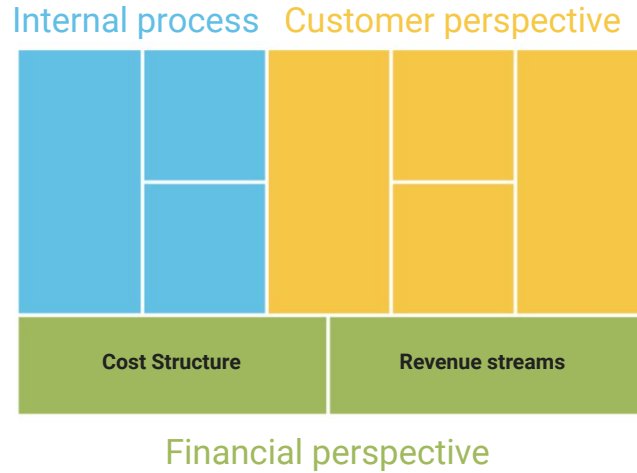 Internal process
Customer perspective
Cost Structure
Revenue streams
Financial perspective